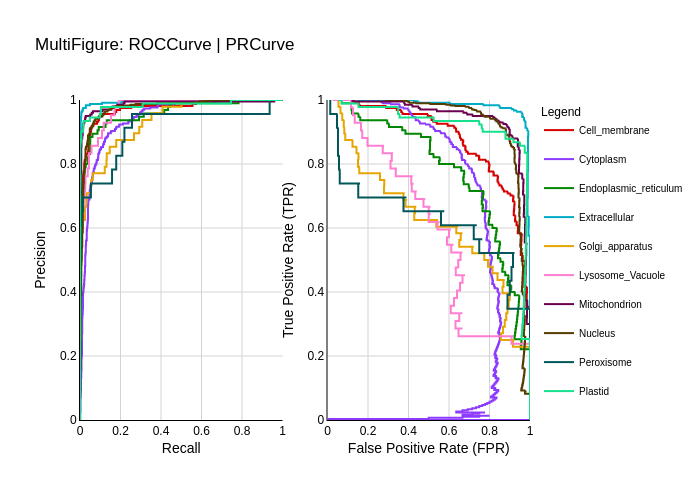 MultiFigure: ROCCurve | PRCurve
Precision
1
0.8
0.6
0.4
0.2
0
0 0.2 0.4 0.6 0.8 1
Recall
True Positive Rate (TPR)
1
0.8
0.6
0.4
0.2
0
0 0.2 0.4 0.6 0.8 1
False Positive Rate (FPR)
Legend
Cell_membrane
Cytoplasm
Endoplasmic_reticulum
Extracellular
Golgi_apparatus
Lysosome_Vacuole
Mitochondrion
Nucleus
Peroxisome
Plastid